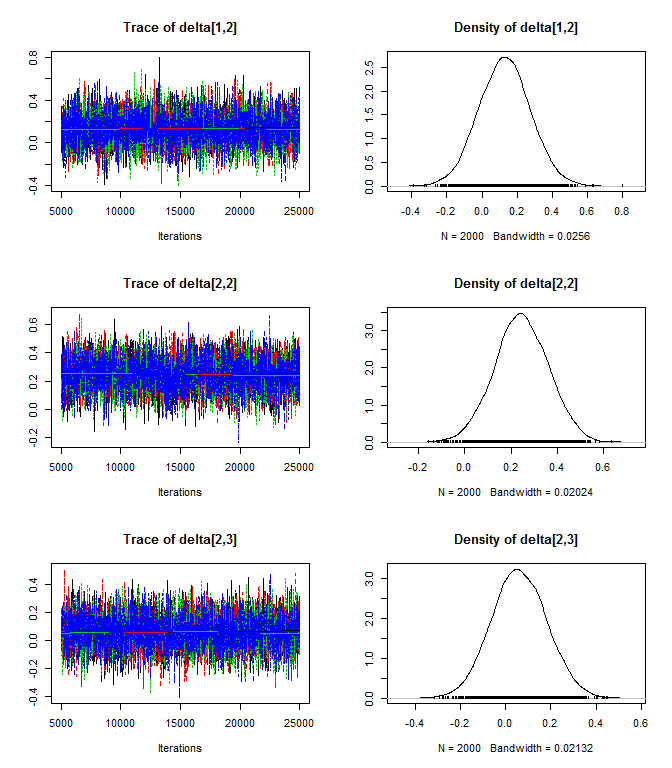 Trace of delta[1,2]
Density of delta[1,2]
-0.4 0.0 0.4 0.8
5000 10000 15000 20000 25000
Iterations
0.0 0.5 1.0 1.5 2.0 2.5
-0.4 -0.2 0.0 0.2 0.4 0.6 0.8
N = 2000 Bandwidth = 0.0256
Trace of delta[2,2]
Density of delta[2,2]
-0.2 0.0 0.2 0.4 0.6
5000 10000 15000 20000 25000
Iterations
0.0 1.0 2.0 3.0
-0.2 0.0 0.2 0.4 0.6
N = 2000 Bandwidth = 0.02024
Trace of delta[2,3]
Density of delta[2,3]
-0.4 -0.2 0.0 0.2 0.4
5000 10000 15000 20000 25000
Iterations
0.0 1.0 2.0 3.0
-0.4 -0.2 0.0 0.2 0.4 0.6
N = 2000 Bandwidth = 0.02132